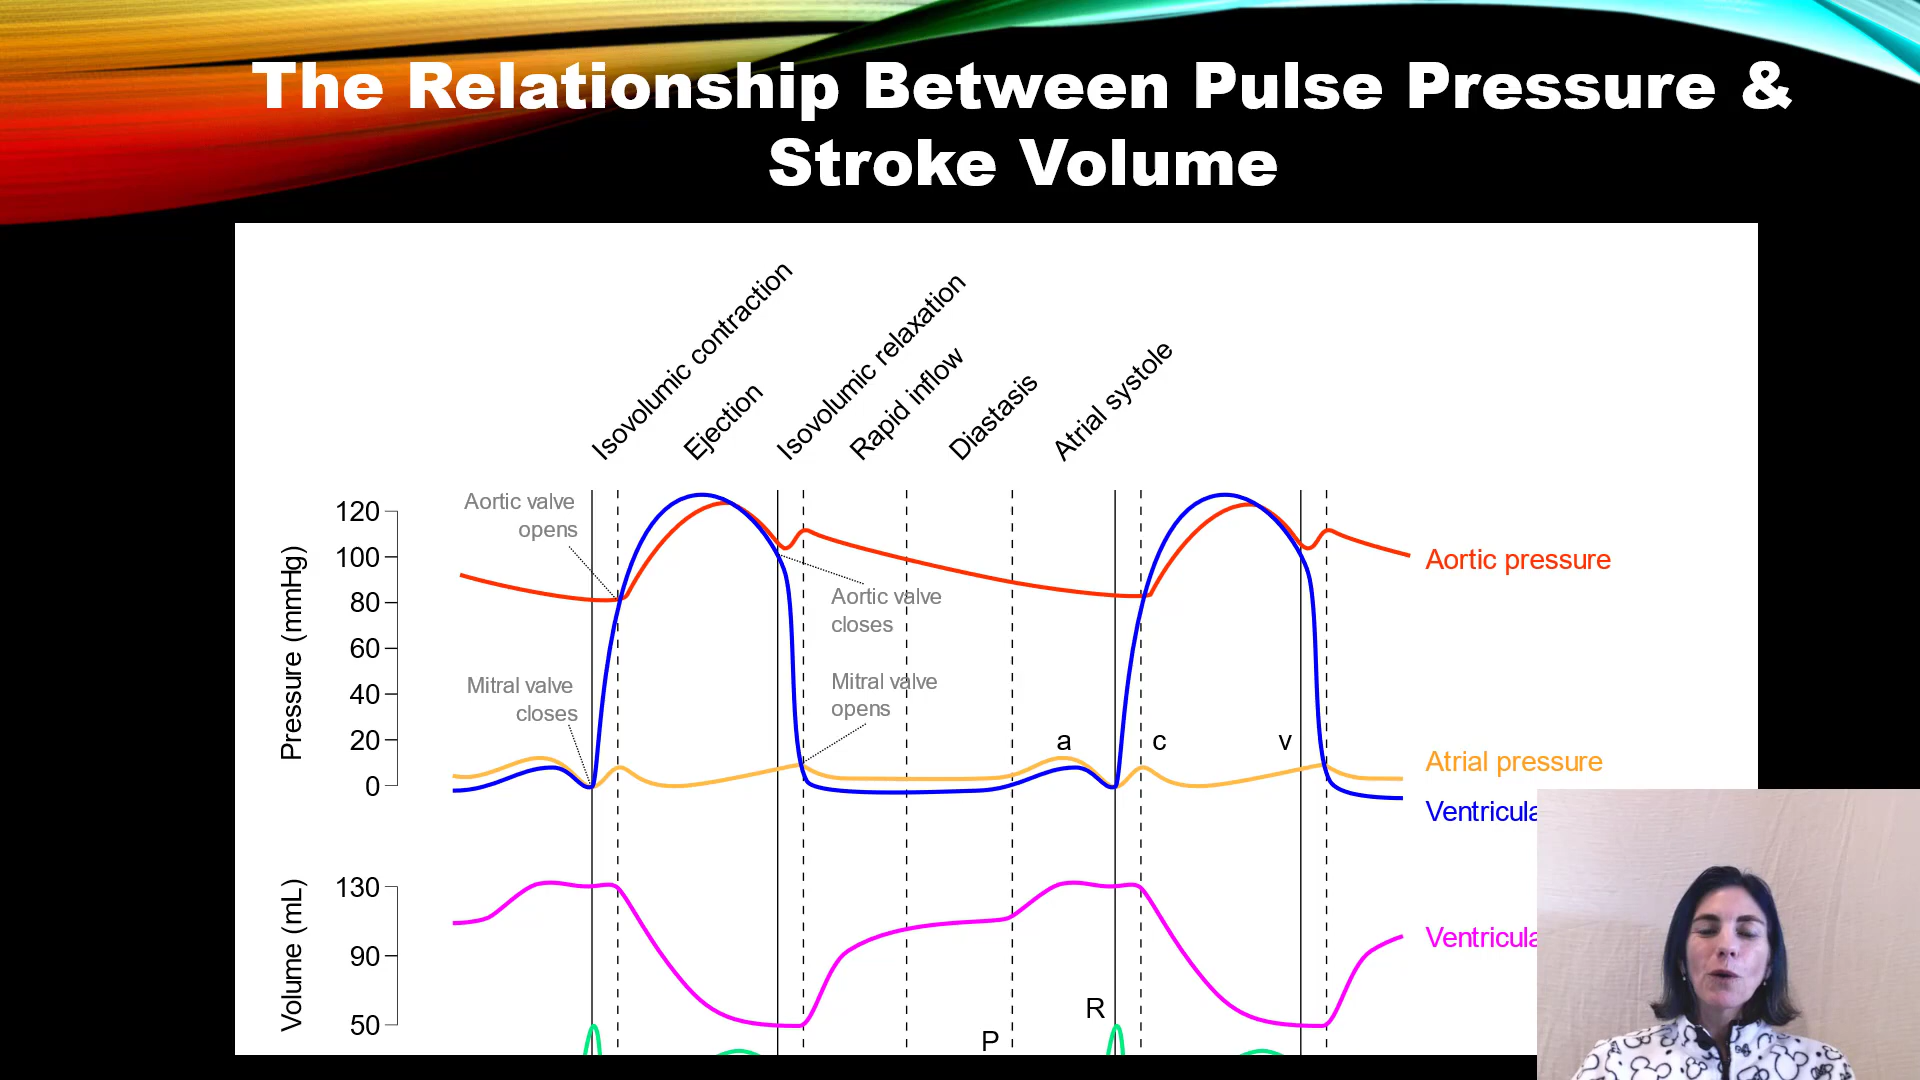 The Relationship Between Pulse Pressure &
Stroke Volume
Isovolumic contraction
Ejection
Isovolumic relaxation
Rapid inflow
Diastasis
Atrial systole
Aortic valve
opens
Aortic valve
closes
Mitral valve
closes
Mitral valve
opens
Pressure (mmHg)
120
100
80
60
40
20
0
a
c
v
Aortic pressure
Atrial pressure
Ventricula
Volume (mL)
130
90
50
Ventricula
R
P